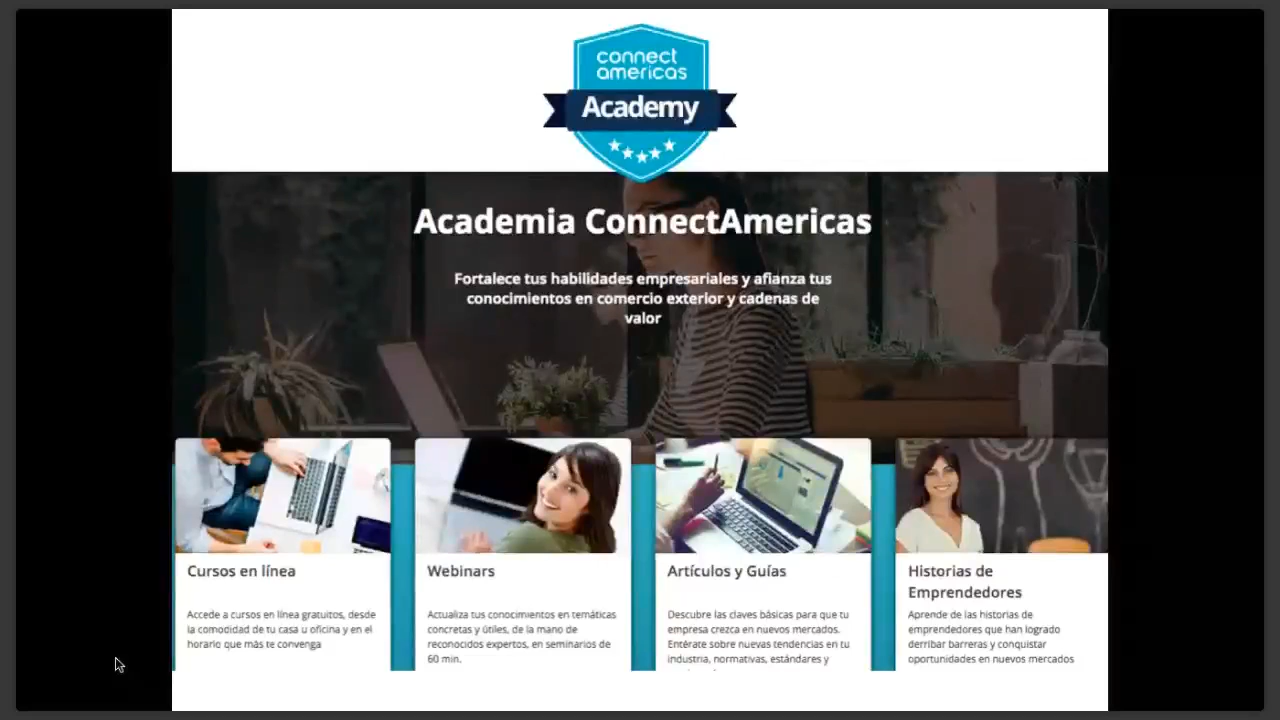 connect
americas
Academy
Academia ConnectAmericas
Fortalece tus habilidades empresariales y afianza tus
conocimientos en comercio exterior y cadenas de
valor
Cursos en línea
Accede a cursos en línea gratuitos, desde
la comodidad de tu casa u oficina y en el
horario que más te convenga
Webinars
Actualiza tus conocimientos en temáticas
concretas y útiles, de la mano de
reconocidos expertos, en seminarios de
60 min.
Artículos y Guías
Descubre las claves básicas para que tu
empresa crezca en nuevos mercados.
Entérate sobre nuevas tendencias en tu
industria, normativas, estándares y
Historias de
Emprendedores
Aprende de las historias de
emprendedores que han logrado
derribar barreras y conquistar
oportunidades en nuevos mercados